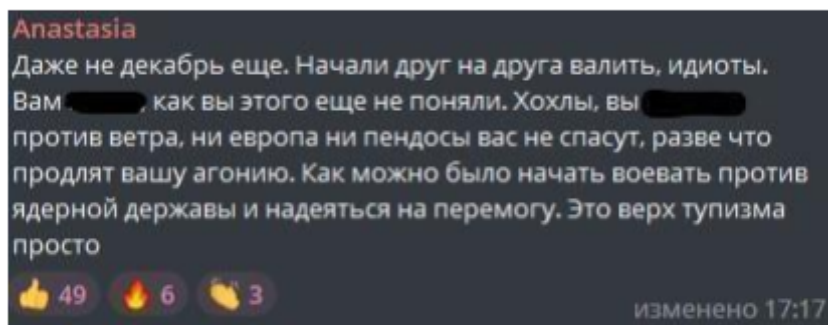 Anastasia
Даже не декабрь еще. Начали друг на друга валить, идиоты.
Вам , как вы этого еще не поняли. Хохлы, вы
против ветра, ни европа ни пендосы вас не спасут, разве что
продлят вашу агонию. Как можно было начать воевать против
ядерной державы и надеяться на перемогу. Это верх тупизма
просто
49 6 3
изменено 17:17